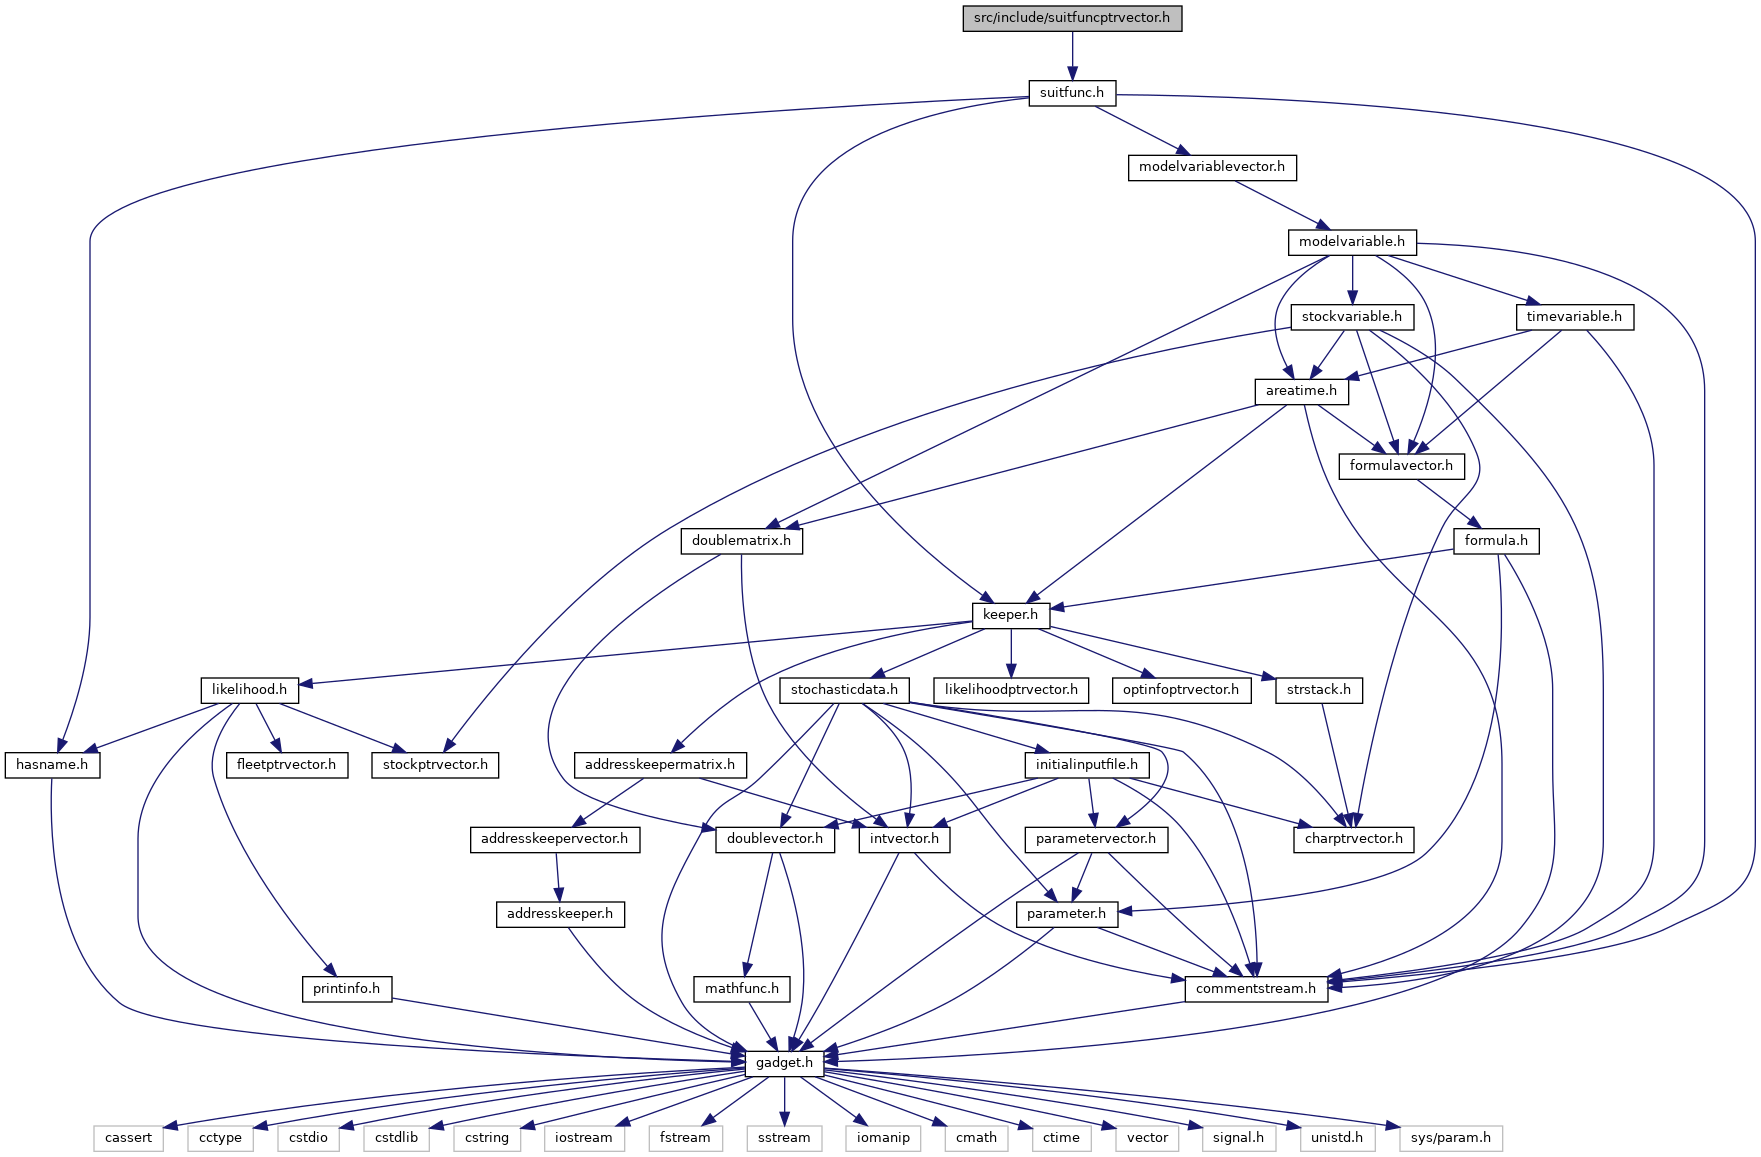 src/include/suitfuncptrvector.h
suitfunc.h
modelvariablevector.h
modelvariable.h
stockvariable.h
timevariable.h
areatime.h
formulavector.h
doublematrix.h
formula.h
keeper.h
likelihood.h
stochasticdata.h
likelihoodptrvector.h
optinfoptrvector.h
strstack.h
hasname.h
fleetptrvector.h
stockptrvector.h
addresskeepermatrix.h
initialinputfile.h
addresskeepervector.h
doublevector.h
intvector.h
parametervector.h
charptrvector.h
addresskeeper.h
parameter.h
printinfo.h
mathfunc.h
commentstream.h
gadget.h
cassert
cctype
cstdio
cstdlib
cstring
iostream
fstream
sstream
iomanip
cmath
ctime
vector
signal.h
unistd.h
sys/param.h